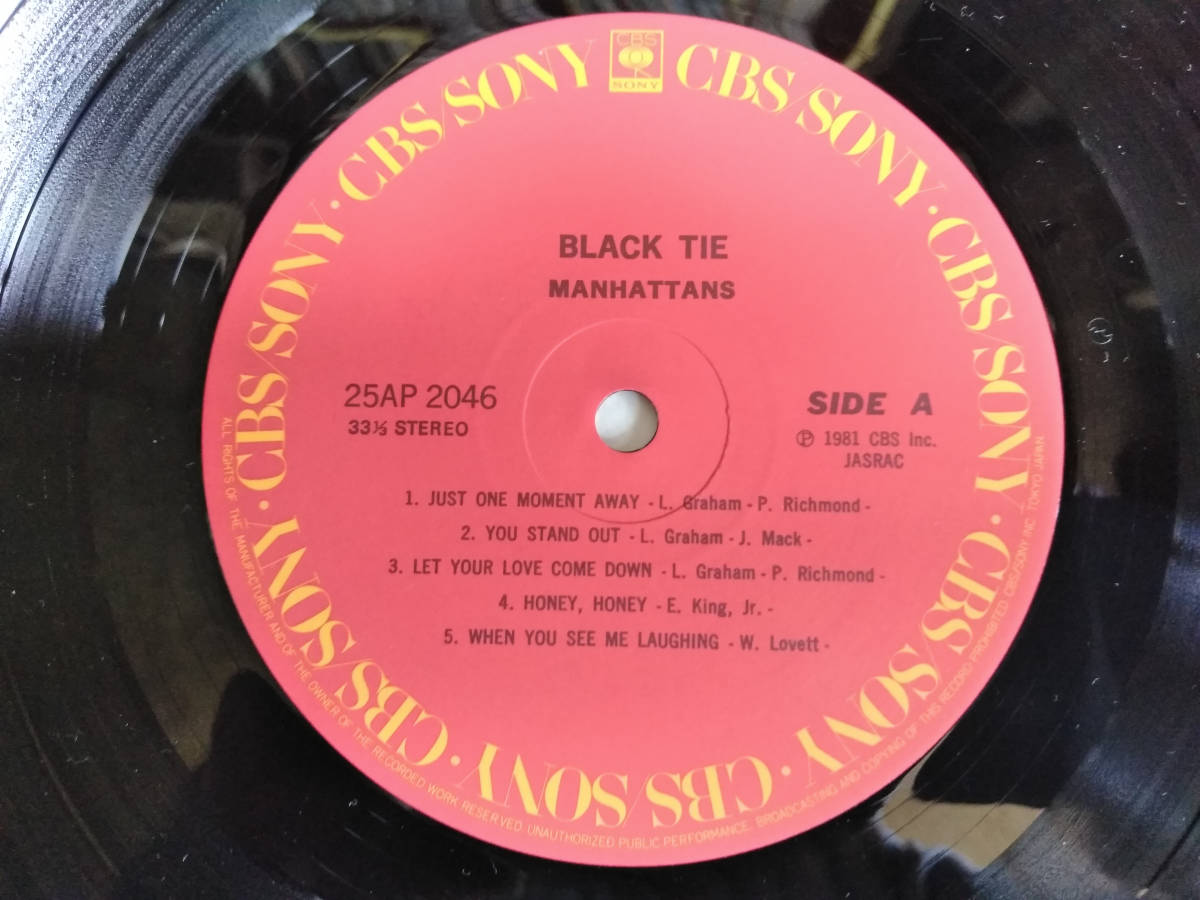 CBS
SONY
CBS/SONY · CBS/SONY · CBS/SONY · CBS/SONY · CBS/SONY · CBS/SONY · CBS/SONY · CBS/SONY
BLACK TIE
MANHATTANS
25AP 2046
33⅓ STEREO
SIDE A
Ⓟ 1981 CBS Inc.
JASRAC
1. JUST ONE MOMENT AWAY - L. Graham - P. Richmond -
2. YOU STAND OUT - L. Graham - J. Mack -
3. LET YOUR LOVE COME DOWN - L. Graham - P. Richmond -
4. HONEY, HONEY - E. King, Jr. -
5. WHEN YOU SEE ME LAUGHING - W. Lovett -
ALL RIGHTS OF THE MANUFACTURER AND OF THE OWNER OF THE RECORDED WORK RESERVED. UNAUTHORIZED PUBLIC PERFORMANCE, BROADCASTING AND COPYING OF THIS RECORD PROHIBITED CBS/SONY INC. TOKYO JAPAN